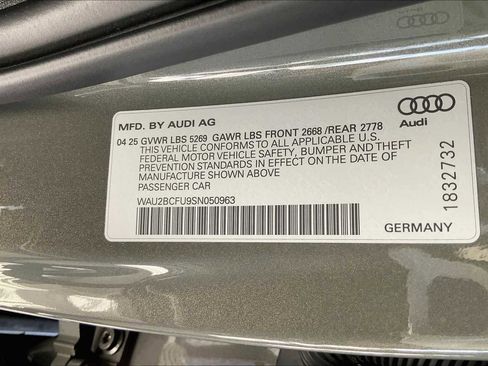 MFD. BY AUDI AG
Audi
04 25 GVWR LBS 5269 GAWR LBS FRONT 2668 /REAR 2778
THIS VEHICLE CONFORMS TO ALL APPLICABLE U.S.
FEDERAL MOTOR VEHICLE SAFETY, BUMPER AND THEFT
PREVENTION STANDARDS IN EFFECT ON THE DATE OF
MANUFACTURE SHOWN ABOVE
PASSENGER CAR
WAU2BCFU9SN050963
1832732
GERMANY